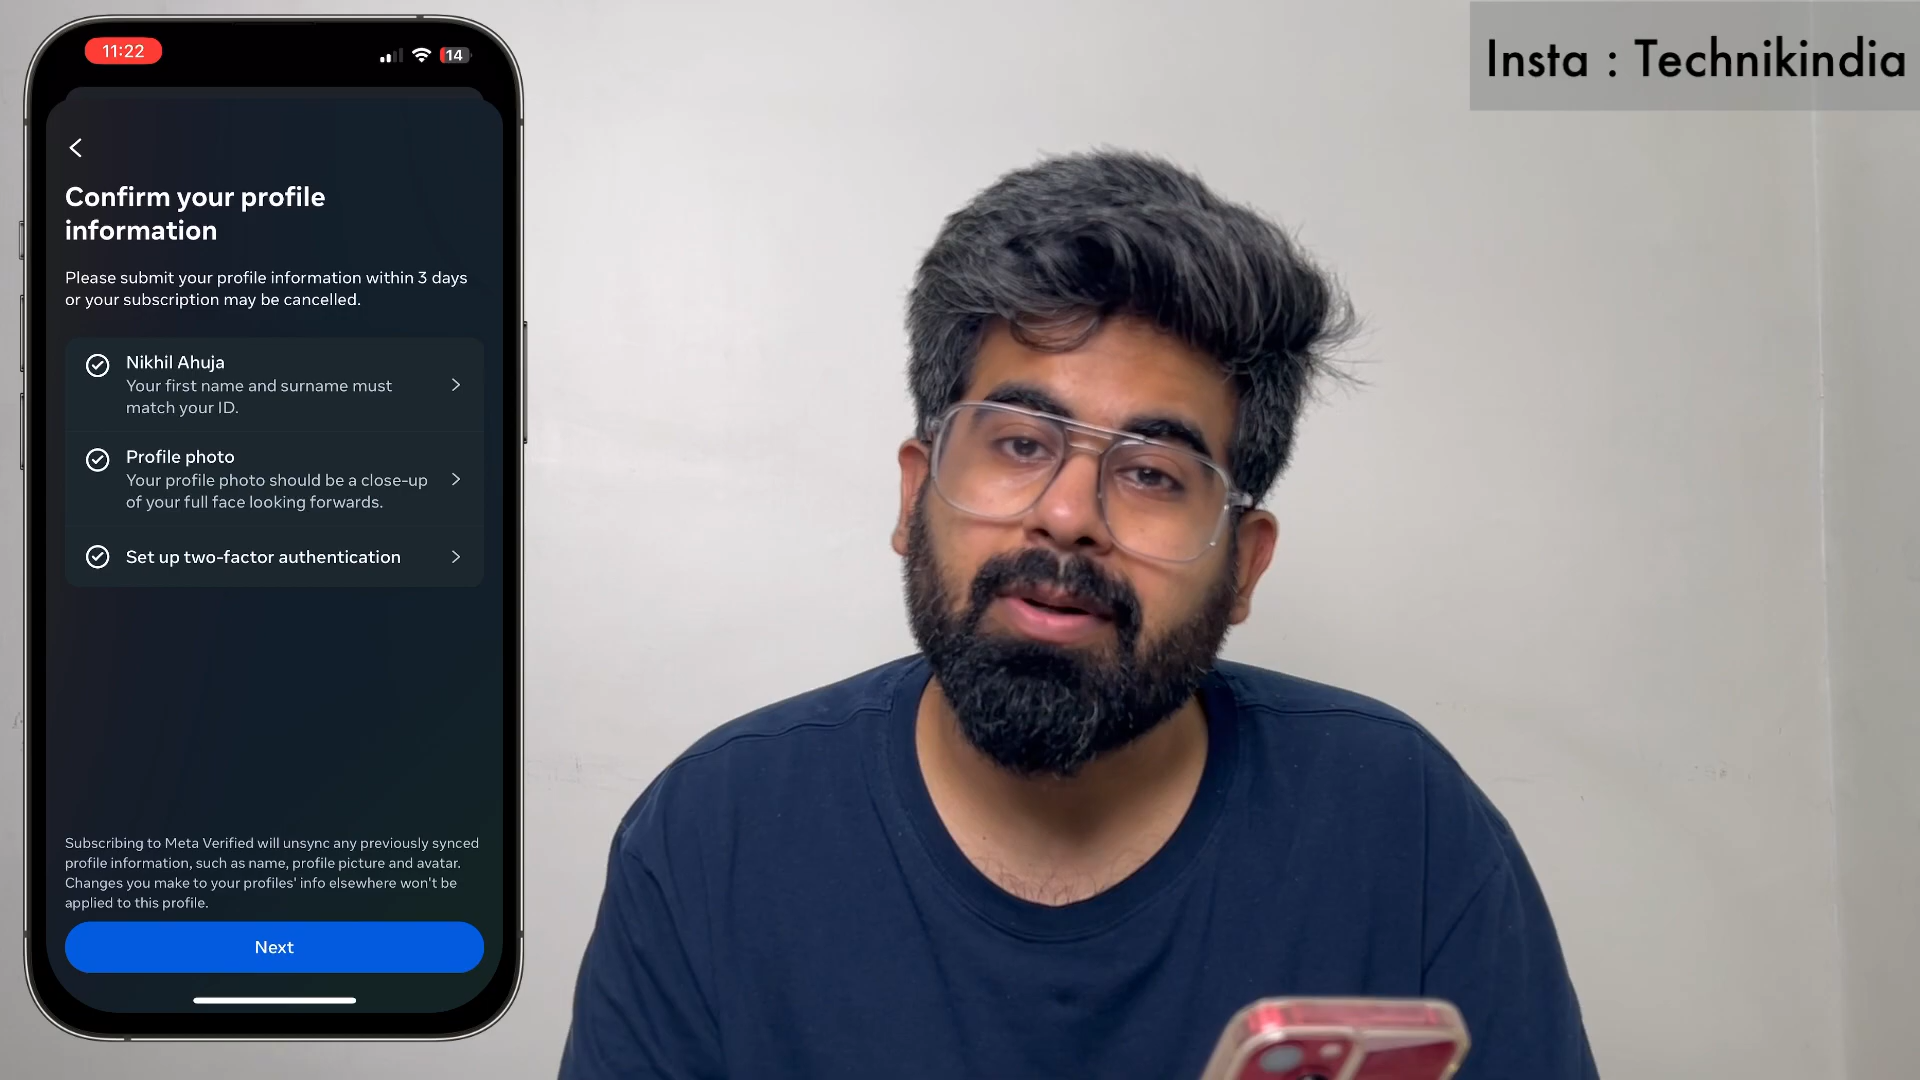 11:22
14
Insta : Technikindia
Confirm your profile
information
Please submit your profile information within 3 days
or your subscription may be cancelled.
Nikhil Ahuja
Your first name and surname must
match your ID.
Profile photo
Your profile photo should be a close-up
of your full face looking forwards.
Set up two-factor authentication
Subscribing to Meta Verified will unsync any previously synced
profile information, such as name, profile picture and avatar.
Changes you make to your profiles' info elsewhere won't be
applied to this profile.
Next